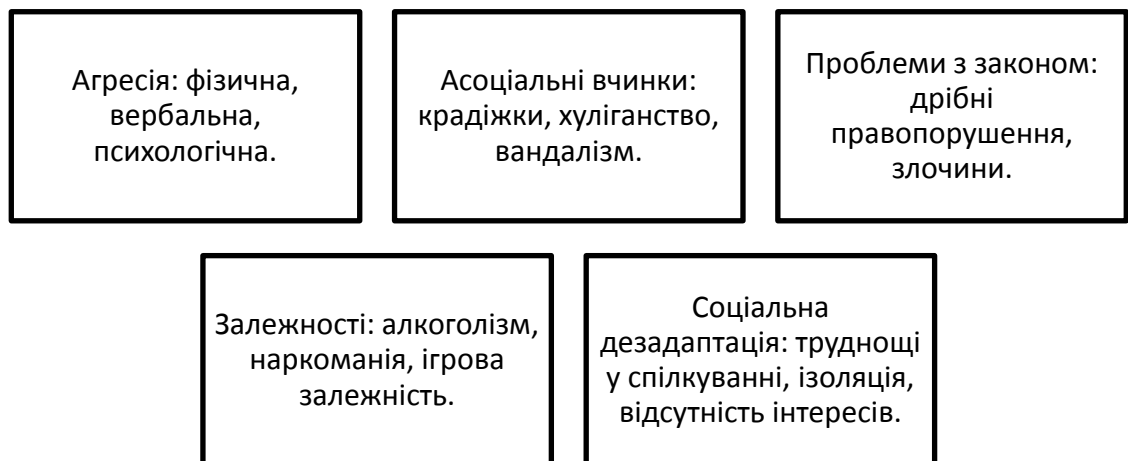 Агресія: фізична,
вербальна,
психологічна.
Асоціальні вчинки:
крадіжки, хуліганство,
вандалізм.
Проблеми з законом:
дрібні
правопорушення,
злочини.
Залежності: алкоголізм,
наркоманія, ігрова
залежність.
Соціальна
дезадаптація: труднощі
у спілкуванні, ізоляція,
відсутність інтересів.